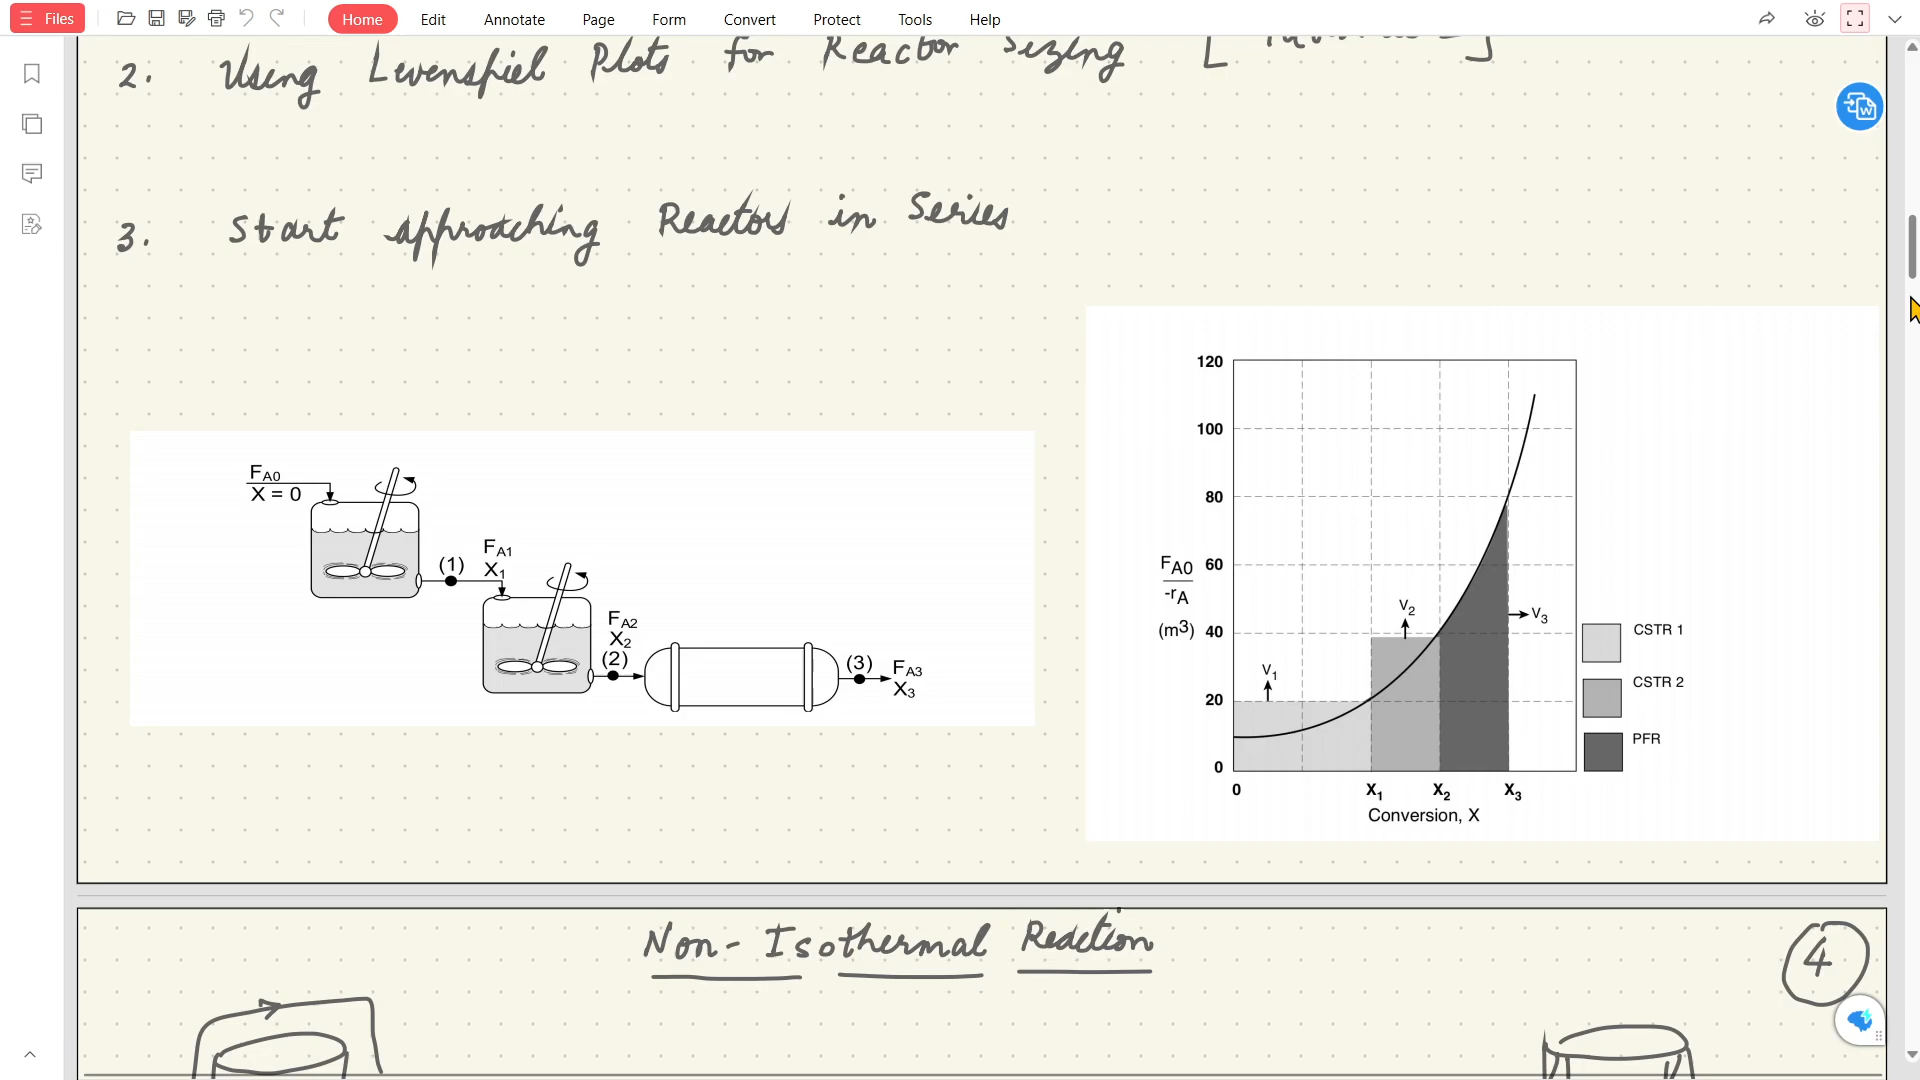 Files Home Edit Annotate Page Form Convert Protect Tools Help
2. Using Levenspiel Plots for Reactor Sizing [ ]
3. Start approaching Reactors in Series
FA0
X = 0
(1)
FA1
X1
FA2
X2
(2)
(3)
FA3
X3
120
100
80
60
40
20
0
FA0
-rA
(m3)
V1
V2
V3
CSTR 1
CSTR 2
PFR
0 X1 X2 X3
Conversion, X
Non-Isothermal Reaction
4